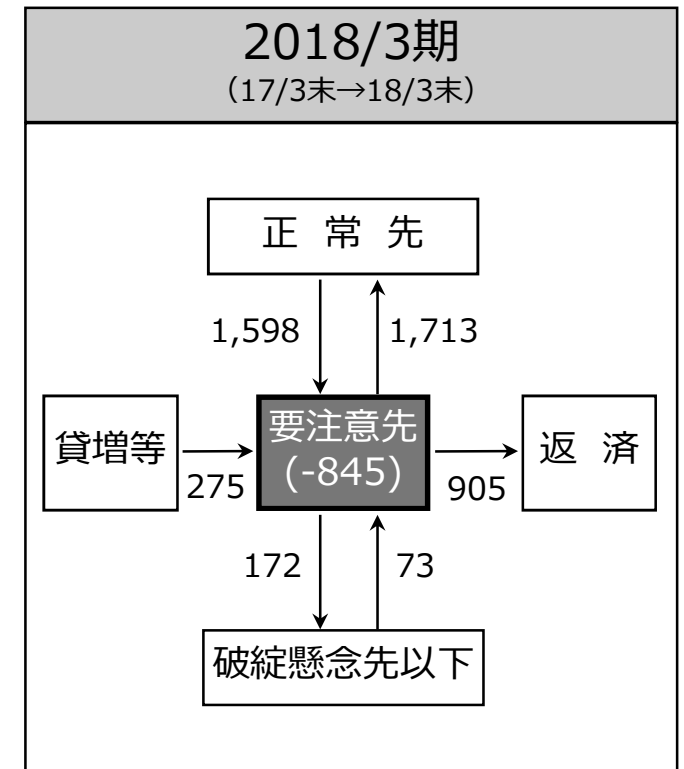 2018/3期
（17/3末→18/3末）
正 常 先
1,598
1,713
貸増等
275
要注意先
(-845)
905
返 済
172
73
破綻懸念先以下